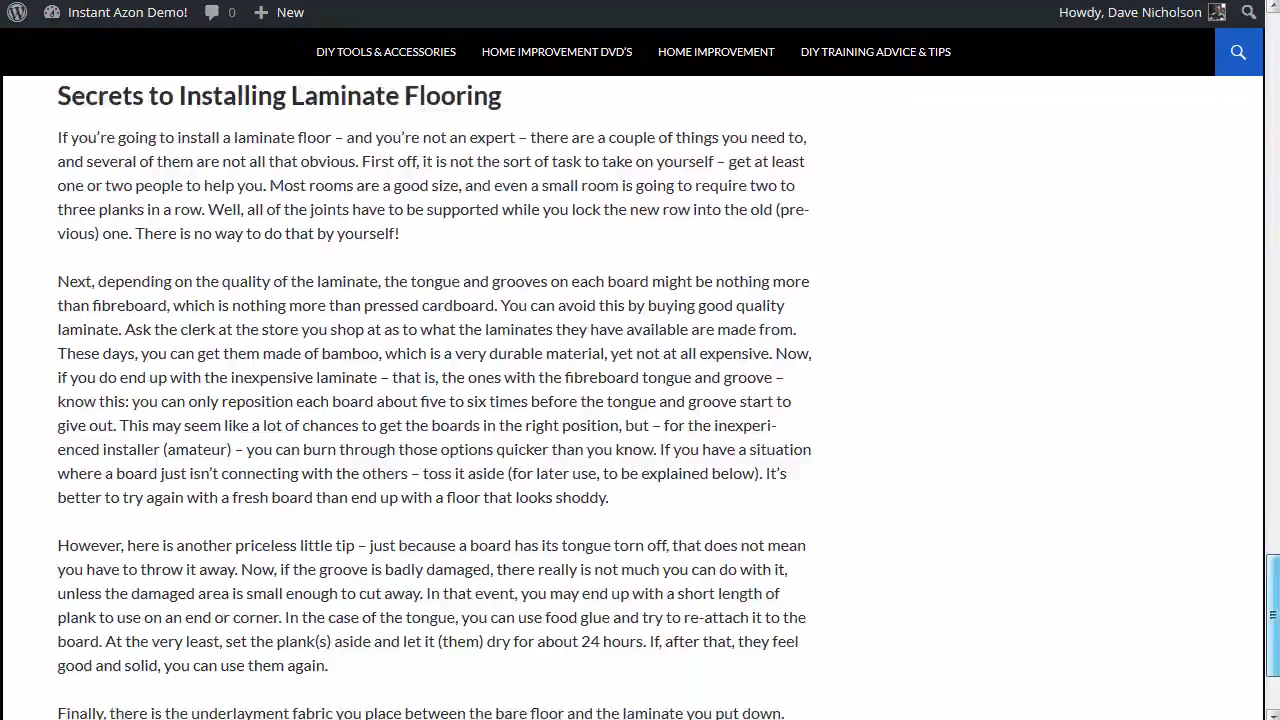 Instant Azon Demo! 0 New Howdy, Dave Nicholson
DIY TOOLS & ACCESSORIES HOME IMPROVEMENT DVD'S HOME IMPROVEMENT DIY TRAINING ADVICE & TIPS
Secrets to Installing Laminate Flooring
If you're going to install a laminate floor – and you're not an expert – there are a couple of things you need to,
and several of them are not all that obvious. First off, it is not the sort of task to take on yourself – get at least
one or two people to help you. Most rooms are a good size, and even a small room is going to require two to
three planks in a row. Well, all of the joints have to be supported while you lock the new row into the old (pre-
vious) one. There is no way to do that by yourself!
Next, depending on the quality of the laminate, the tongue and grooves on each board might be nothing more
than fibreboard, which is nothing more than pressed cardboard. You can avoid this by buying good quality
laminate. Ask the clerk at the store you shop at as to what the laminates they have available are made from.
These days, you can get them made of bamboo, which is a very durable material, yet not at all expensive. Now,
if you do end up with the inexpensive laminate – that is, the ones with the fibreboard tongue and groove –
know this: you can only reposition each board about five to six times before the tongue and groove start to
give out. This may seem like a lot of chances to get the boards in the right position, but – for the inexperi-
enced installer (amateur) – you can burn through those options quicker than you know. If you have a situation
where a board just isn't connecting with the others – toss it aside (for later use, to be explained below). It's
better to try again with a fresh board than end up with a floor that looks shoddy.
However, here is another priceless little tip – just because a board has its tongue torn off, that does not mean
you have to throw it away. Now, if the groove is badly damaged, there really is not much you can do with it,
unless the damaged area is small enough to cut away. In that event, you may end up with a short length of
plank to use on an end or corner. In the case of the tongue, you can use food glue and try to re-attach it to the
board. At the very least, set the plank(s) aside and let it (them) dry for about 24 hours. If, after that, they feel
good and solid, you can use them again.
Finally, there is the underlayment fabric you place between the bare floor and the laminate you put down.